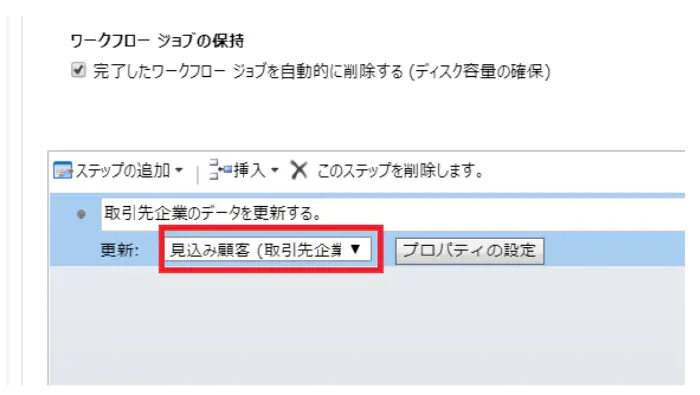 ワークフロー ジョブの保持
完了したワークフロー ジョブを自動的に削除する (ディスク容量の確保)
ステップの追加 挿入 このステップを削除します。
取引先企業のデータを更新する。
更新: 見込み顧客 (取引先企業 プロパティの設定